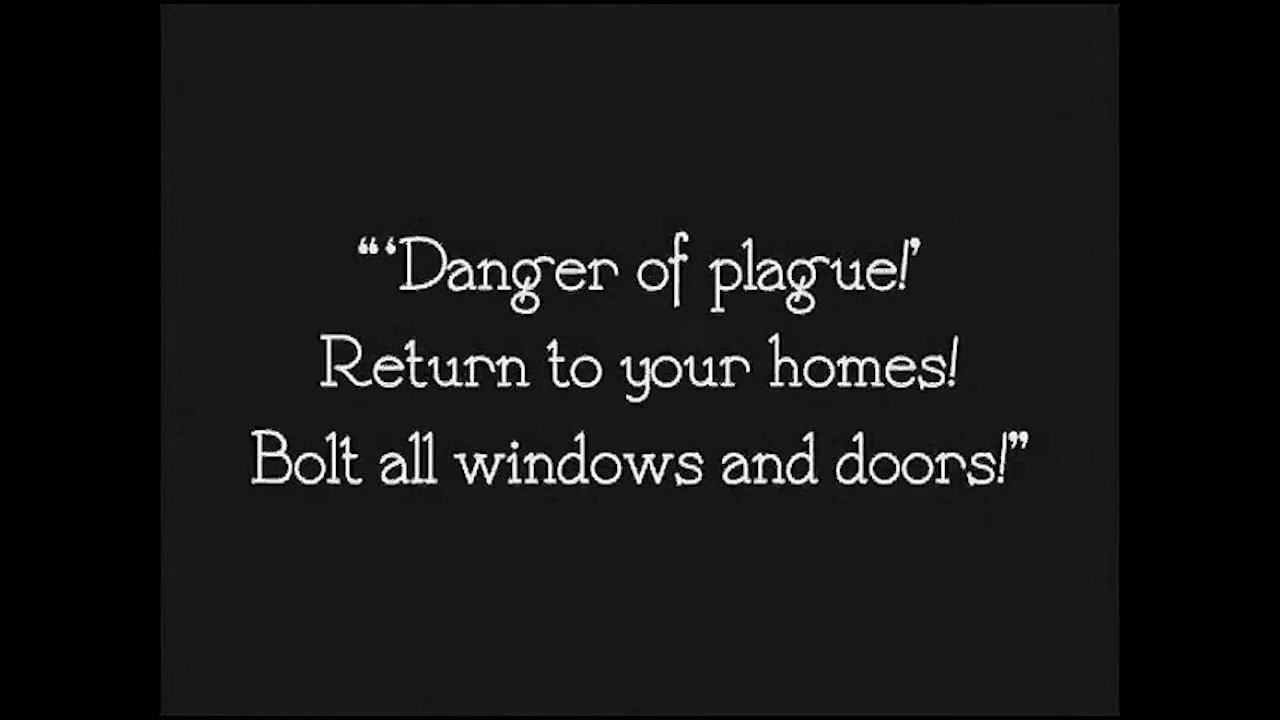 “‘Danger of plague!’
Return to your homes!
Bolt all windows and doors!”